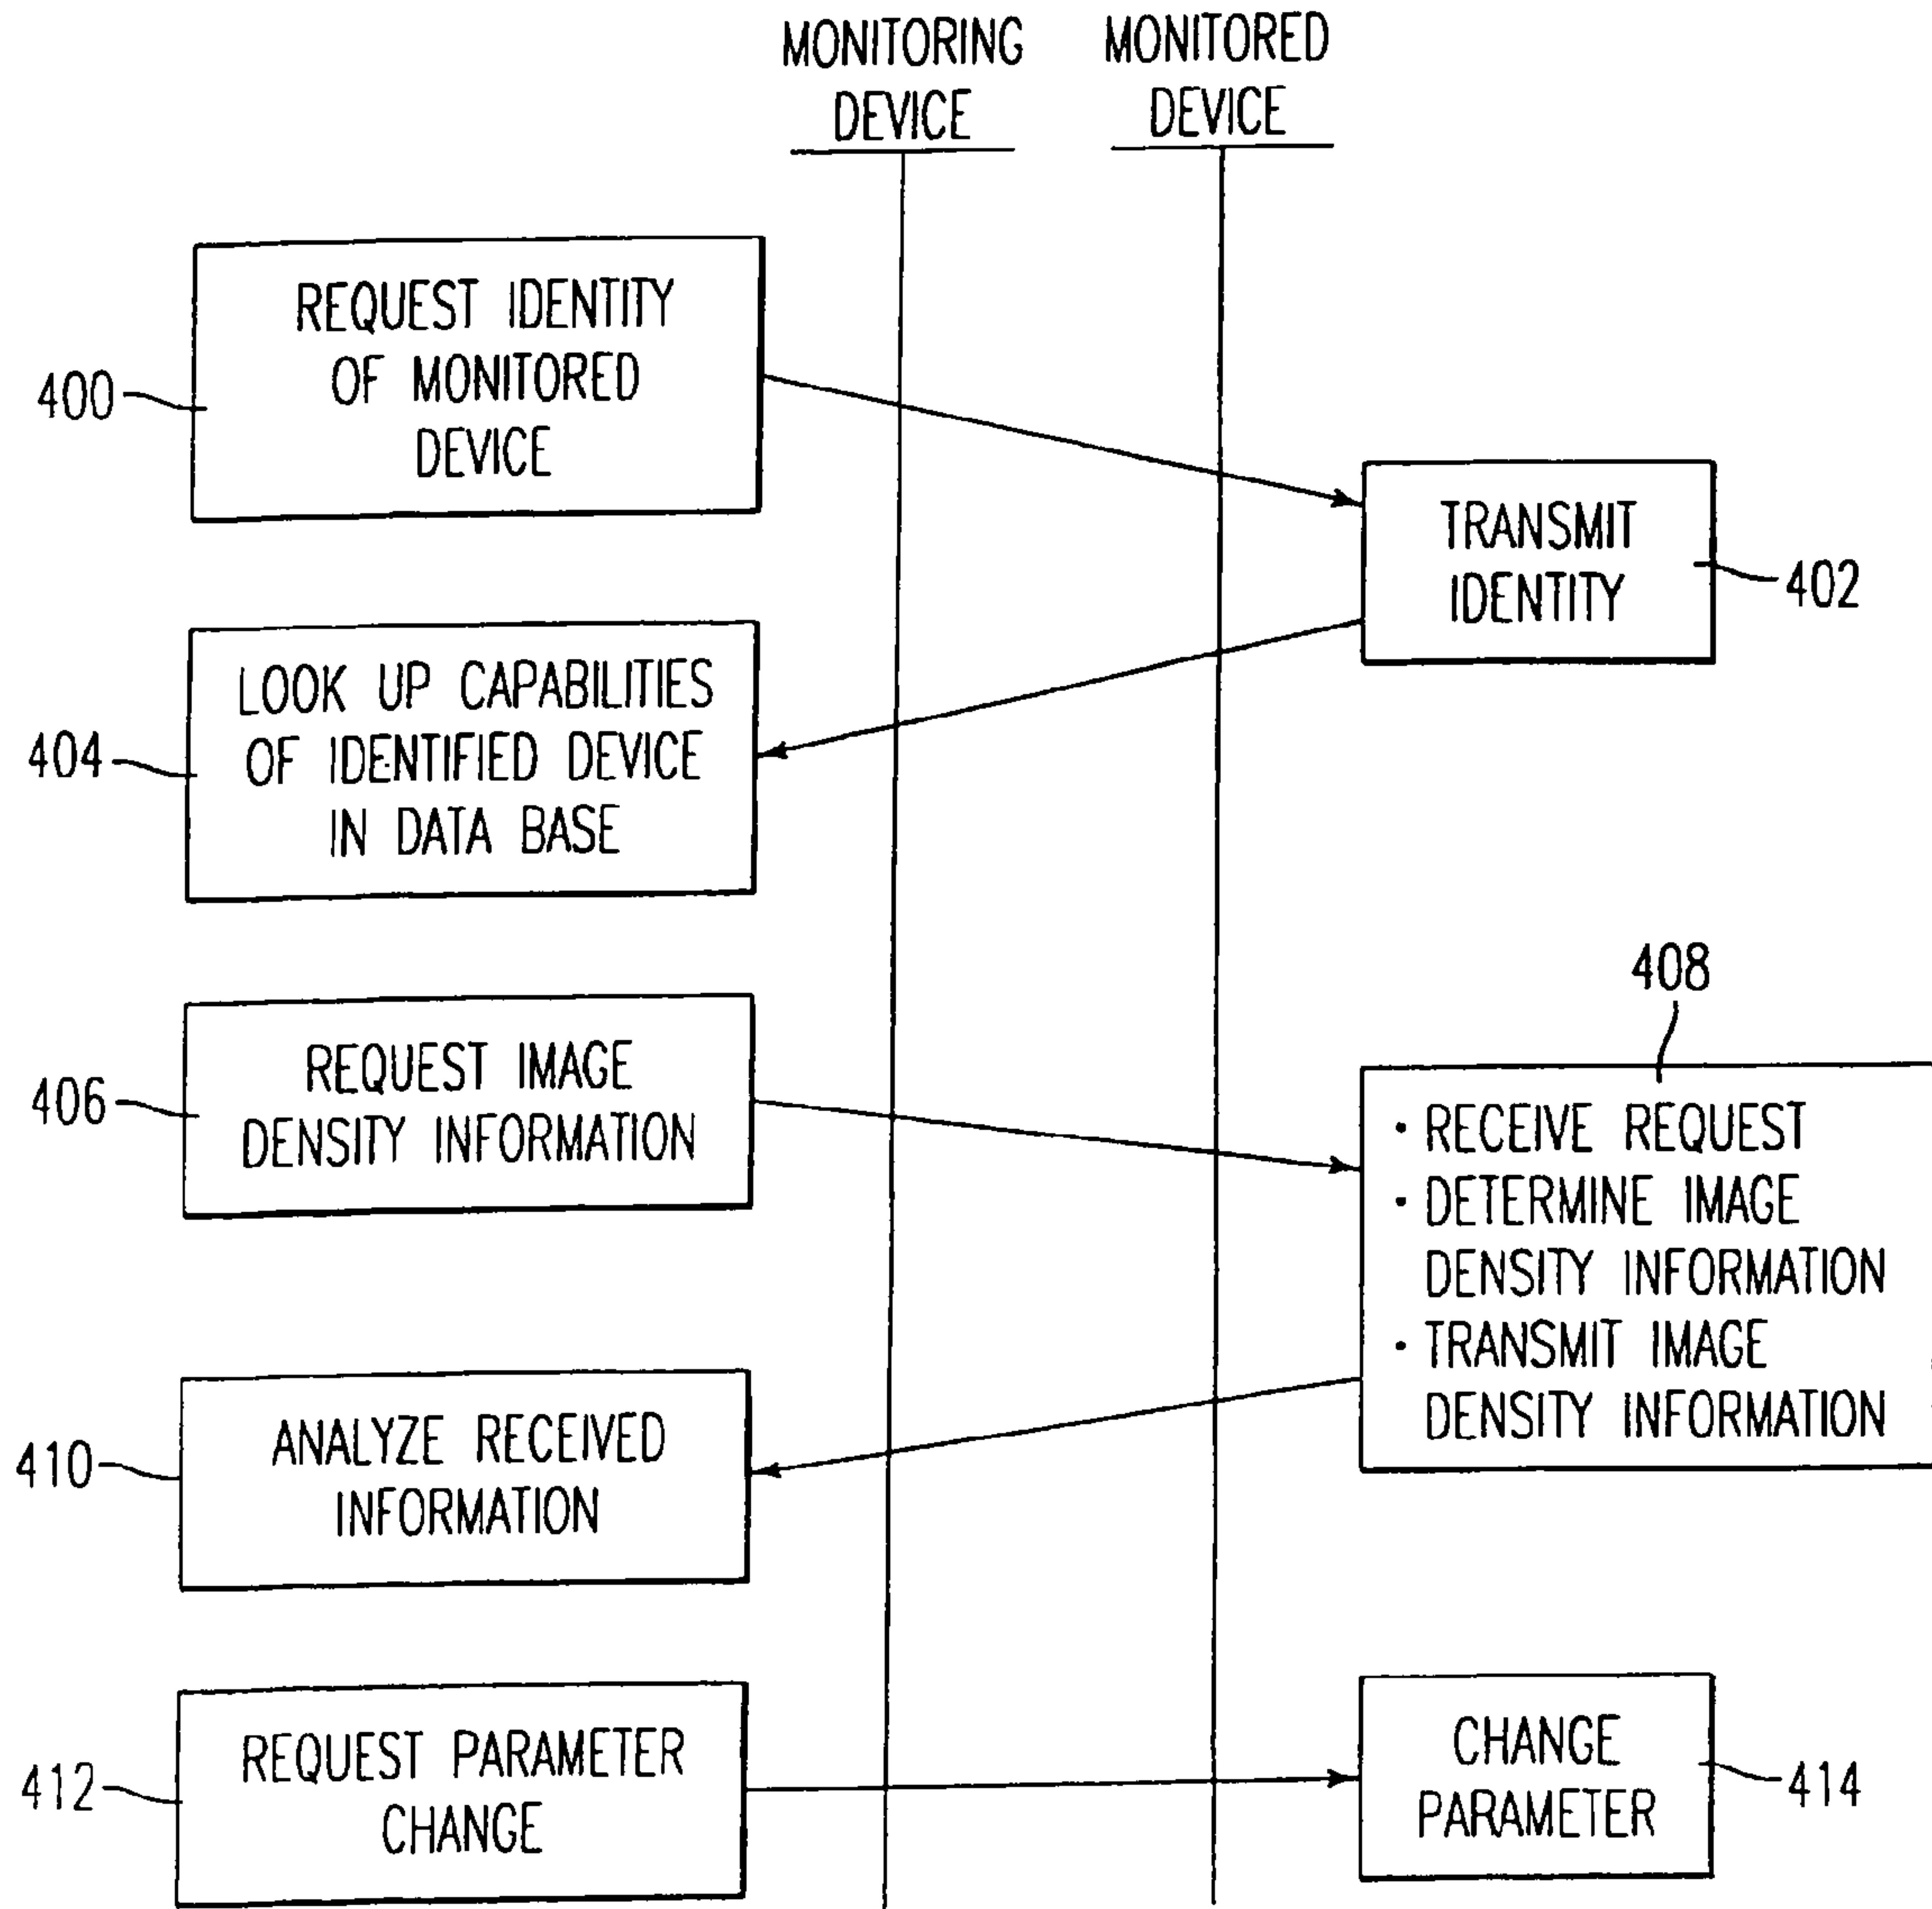 MONITORING
DEVICE
MONITORED
DEVICE
400
REQUEST IDENTITY
OF MONITORED
DEVICE
TRANSMIT
IDENTITY
402
404
LOOK UP CAPABILITIES
OF IDENTIFIED DEVICE
IN DATA BASE
406
REQUEST IMAGE
DENSITY INFORMATION
408
· RECEIVE REQUEST
· DETERMINE IMAGE
DENSITY INFORMATION
· TRANSMIT IMAGE
DENSITY INFORMATION
410
ANALYZE RECEIVED
INFORMATION
412
REQUEST PARAMETER
CHANGE
CHANGE
PARAMETER
414